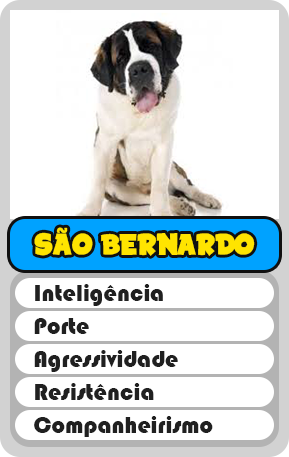 SÃO BERNARDO
Inteligência
Porte
Agressividade
Resistência
Companheirismo